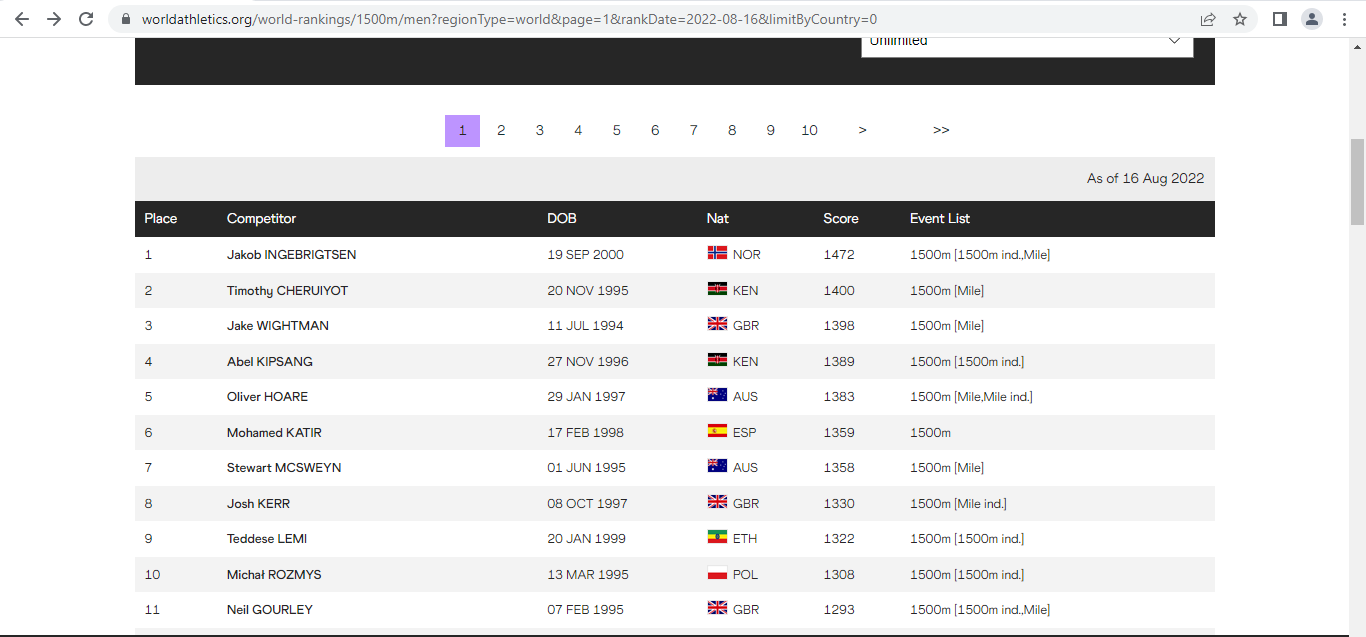 worldathletics.org/world-rankings/1500m/men?regionType=world&page=1&rankDate=2022-08-16&limitByCountry=0
Unlimited
1 2 3 4 5 6 7 8 9 10 > >>
As of 16 Aug 2022
Place Competitor DOB Nat Score Event List
1 Jakob INGEBRIGTSEN 19 SEP 2000 NOR 1472 1500m [1500m ind.,Mile]
2 Timothy CHERUIYOT 20 NOV 1995 KEN 1400 1500m [Mile]
3 Jake WIGHTMAN 11 JUL 1994 GBR 1398 1500m [Mile]
4 Abel KIPSANG 27 NOV 1996 KEN 1389 1500m [1500m ind.]
5 Oliver HOARE 29 JAN 1997 AUS 1383 1500m [Mile,Mile ind.]
6 Mohamed KATIR 17 FEB 1998 ESP 1359 1500m
7 Stewart MCSWEYN 01 JUN 1995 AUS 1358 1500m [Mile]
8 Josh KERR 08 OCT 1997 GBR 1330 1500m [Mile ind.]
9 Teddese LEMI 20 JAN 1999 ETH 1322 1500m [1500m ind.]
10 Michał ROZMYS 13 MAR 1995 POL 1308 1500m [1500m ind.]
11 Neil GOURLEY 07 FEB 1995 GBR 1293 1500m [1500m ind.,Mile]